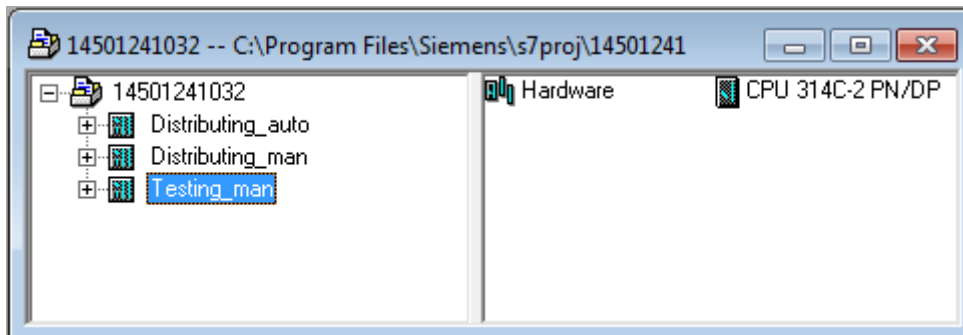 14501241032 -- C:\Program Files\Siemens\s7proj\14501241
14501241032
Distributing_auto
Distributing_man
Testing_man
Hardware
CPU 314C-2 PN/DP